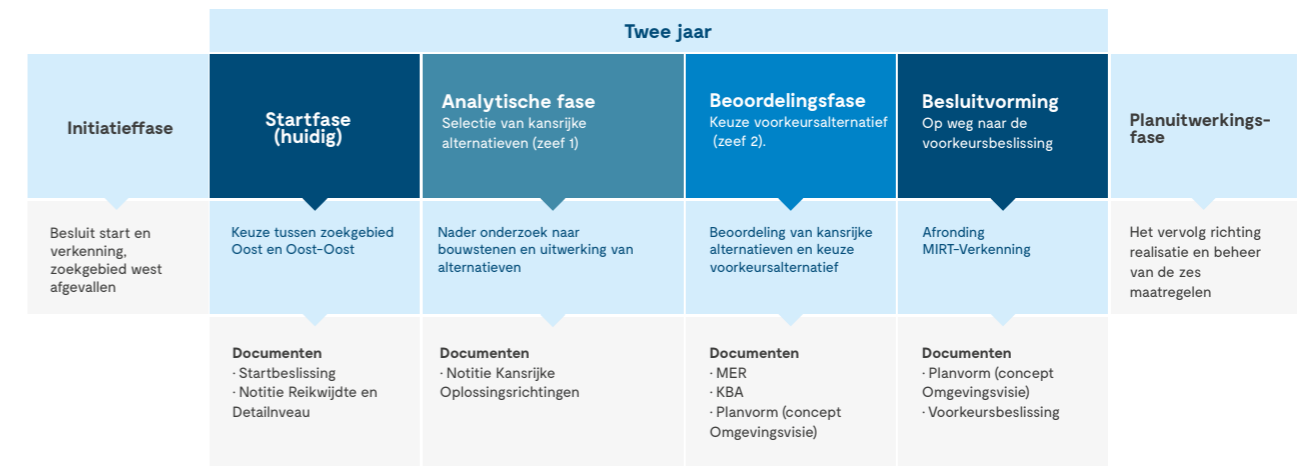 Twee jaar
Initiatieffase
Startfase
(huidig)
Analytische fase
Selectie van kansrijke
alternatieven (zeef 1)
Beoordelingsfase
Keuze voorkeursalternatief
(zeef 2).
Besluitvorming
Op weg naar de
voorkeursbeslissing
Planuitwerkings-
fase
Besluit start en
verkenning,
zoekgebied west
afgevallen
Keuze tussen zoekgebied
Oost en Oost-Oost
Nader onderzoek naar
bouwstenen en uitwerking van
alternatieven
Beoordeling van kansrijke
alternatieven en keuze
voorkeursalternatief
Afronding
MIRT-Verkenning
Het vervolg richting
realisatie en beheer
van de zes
maatregelen
Documenten
· Startbeslissing
· Notitie Reikwijdte en
Detailnveau
Documenten
· Notitie Kansrijke
Oplossingsrichtingen
Documenten
· MER
· KBA
· Planvorm (concept
Omgevingsvisie)
Documenten
· Planvorm (concept
Omgevingsvisie)
· Voorkeursbeslissing